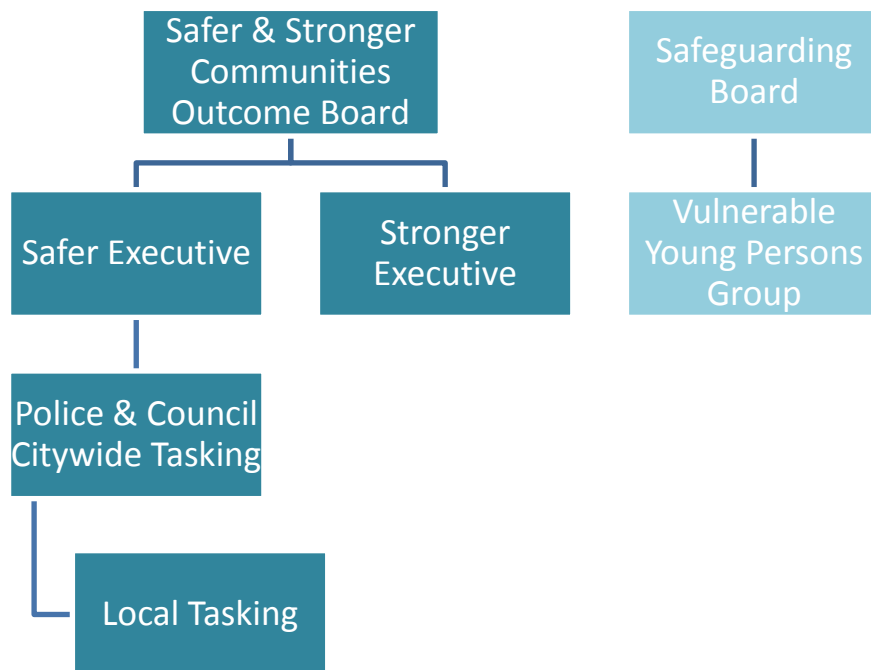 Safer & Stronger
Communities
Outcome Board
Safeguarding
Board
Safer Executive
Stronger
Executive
Vulnerable
Young Persons
Group
Police & Council
Citywide Tasking
Local Tasking